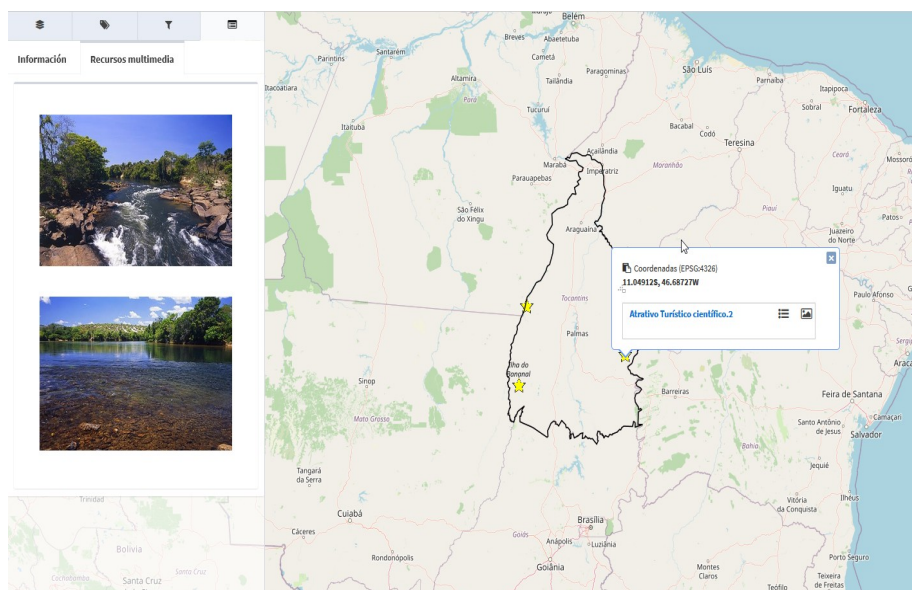 Información
Recursos multimedia
Belém
Breves
Abaetetuba
Cametá
Parintins
Santarém
Itacoatiara
Altamira
Pará
Tailândia
Paragominas
São Luís
Parnaíba
Itapipoca
Sobral
Fortaleza
Tucuruí
Itaituba
Bacabal
Codó
Teresina
Açailândia
Ceará
Mossoró
Marabá
Imperatriz
Maranhão
Parauapebas
Iguatu
São Félix
do Xingu
Piauí
Patos
Araguaína
Juazeiro
do Norte
Coordenadas (EPSG:4326)
11.04912S, 46.68727W
Atrativo Turístico científico.2
Tocantins
Paulo Afonso
Palmas
Ilha do
Bananal
Sinop
Barreiras
Feira de Santana
Mato Grosso
Camaçari
Santo Antônio
de Jesus
Salvador
Bahia
Jequié
Tangará
da Serra
Trinidad
Vitória
da Conquista
Ilhéus
Cuiabá
Cáceres
Brasília
Goiás
Anápolis
Luziânia
Bolivia
Rondonópolis
Goiânia
Porto Seguro
Cochabamba
Santa Cruz
Santa Cruz
Montes
Claros
Teixeira
de Freitas
Teófilo